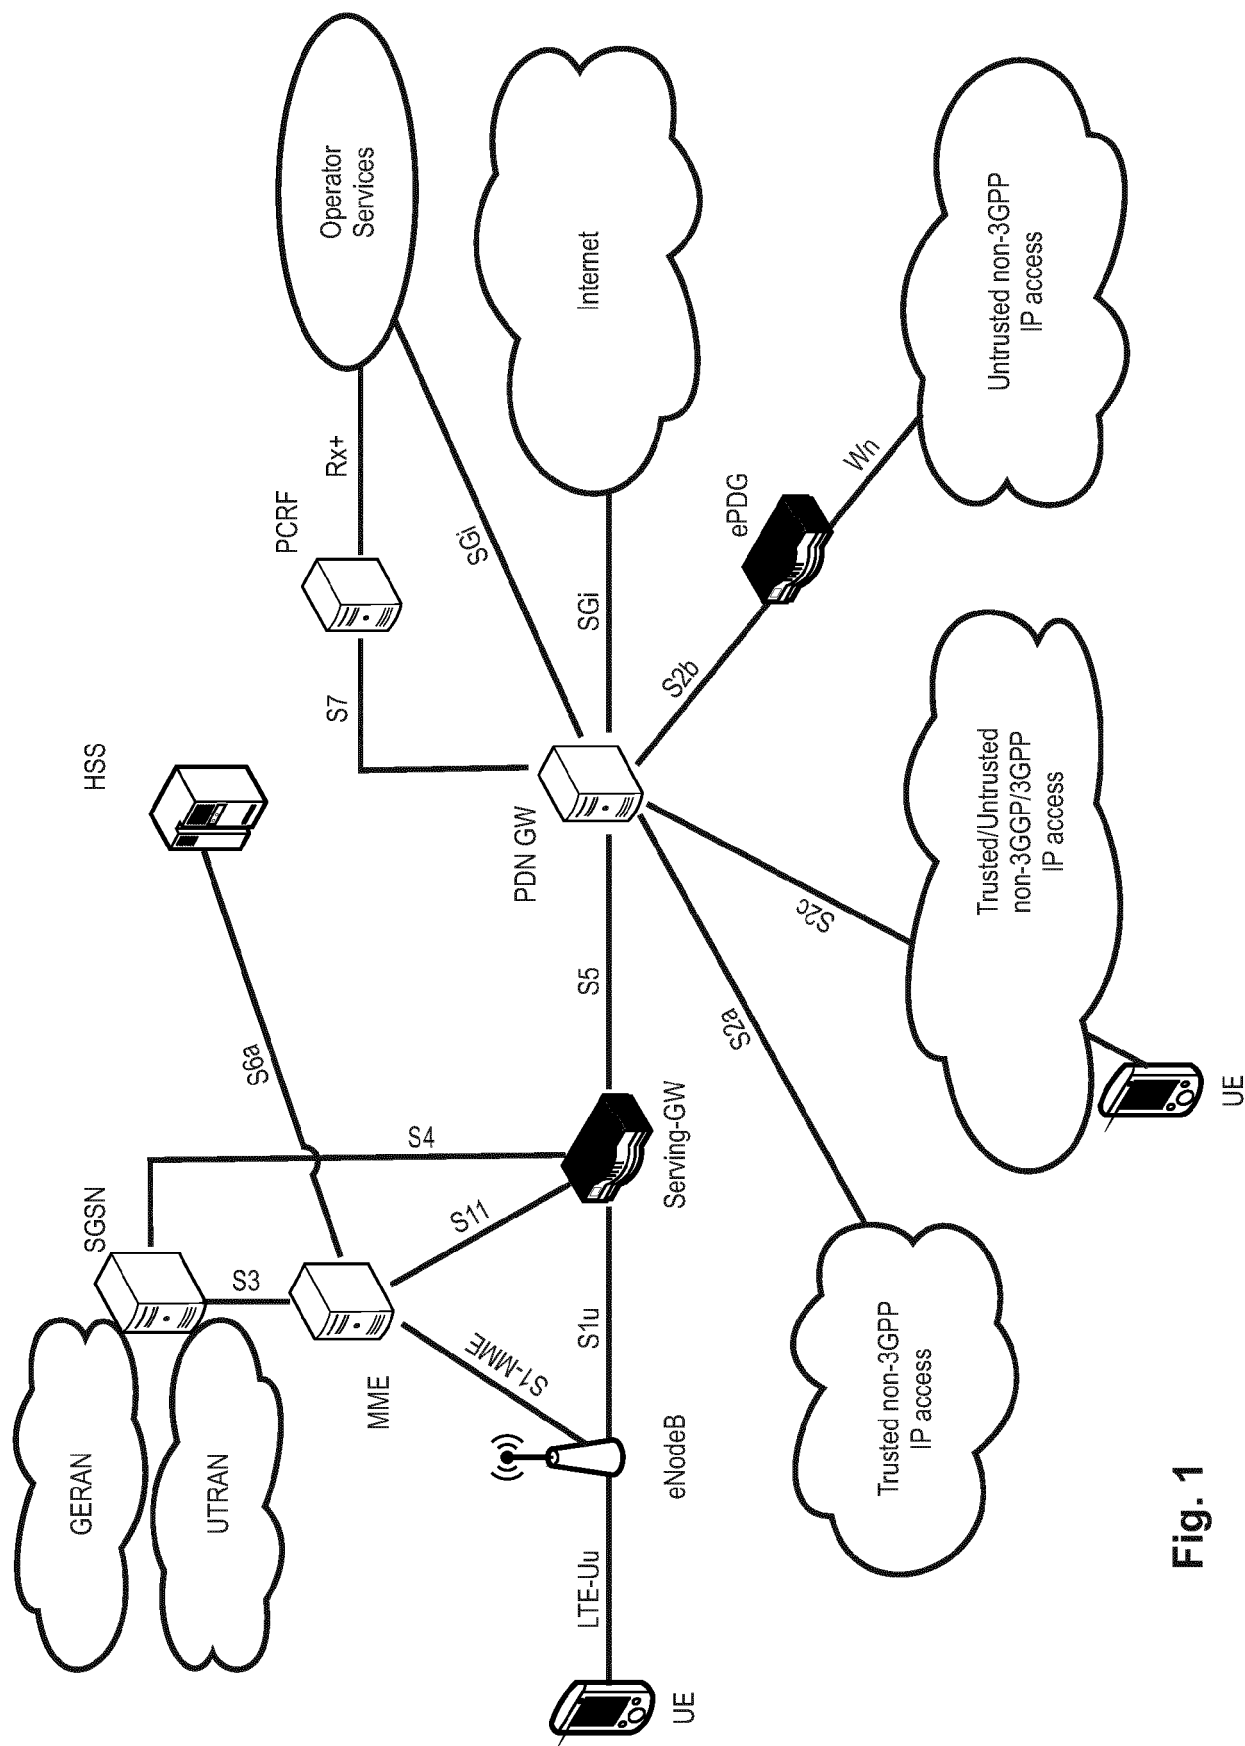 GERAN
UTRAN
SGSN
S3
S4
S6a
HSS
MME
S11
S1-MME
S7
PCRF
Rx+
Operator
Services
SGi
UE
LTE-Uu
eNodeB
S1u
Serving-GW
S5
PDN GW
SGi
Internet
S2a
S2c
S2b
ePDG
Wn
Trusted non-3GPP
IP access
Trusted/Untrusted
non-3GGP/3GPP
IP access
Untrusted non-3GPP
IP access
UE
Fig. 1